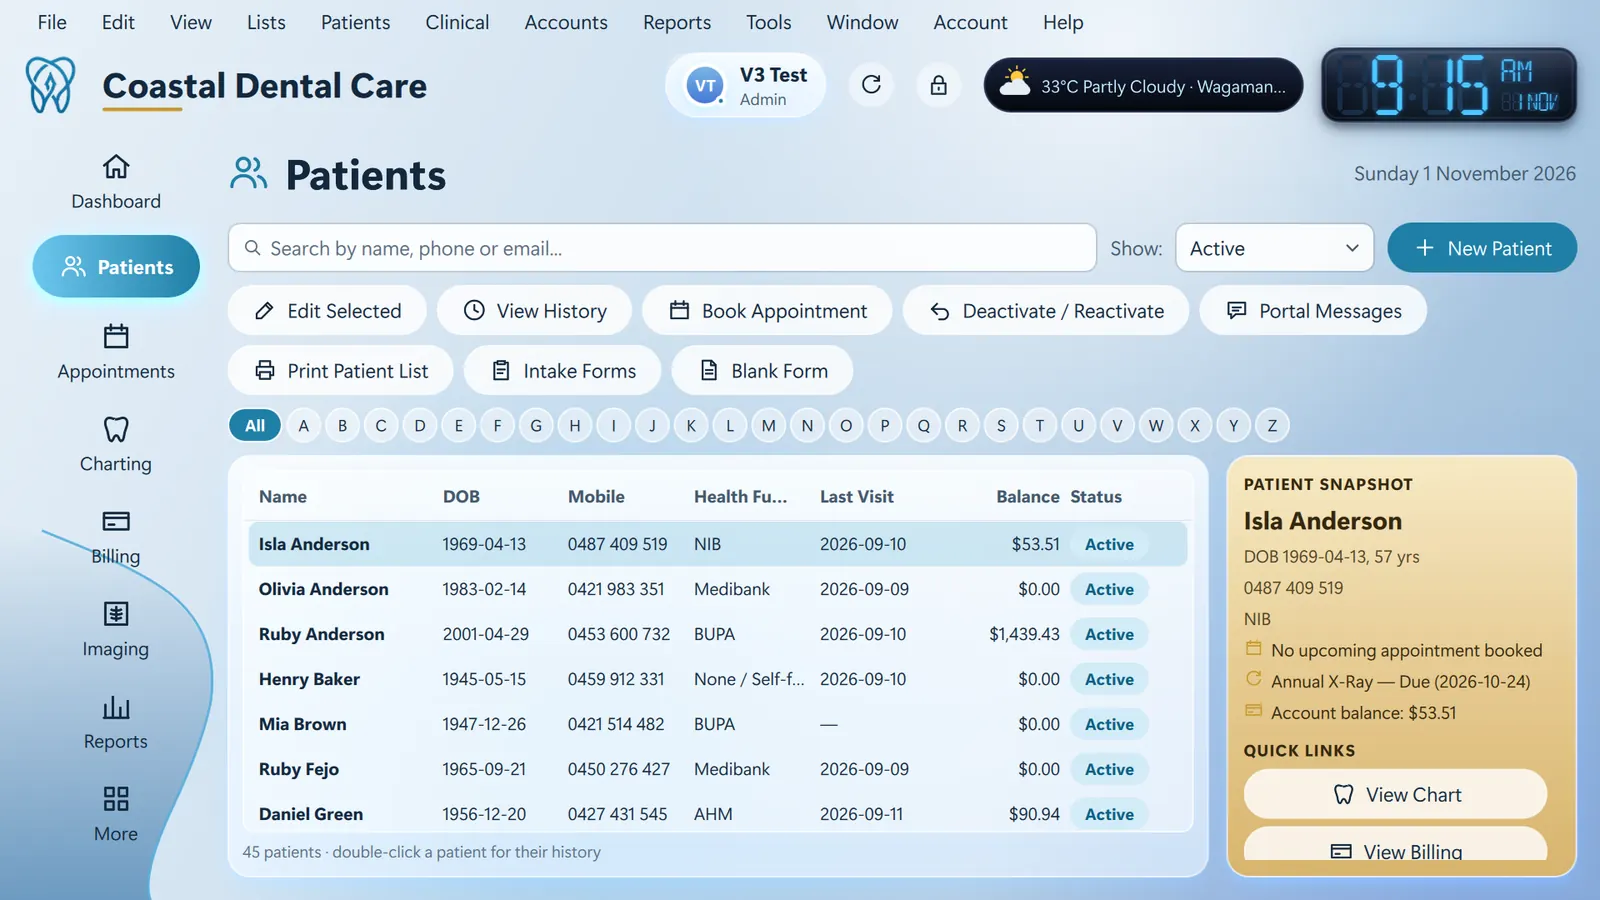 File Edit View Lists Patients Clinical Accounts Reports Tools Window Account Help
Coastal Dental Care
VT
V3 Test
Admin
33°C Partly Cloudy · Wagaman...
9 15 AM
1 NOV
Dashboard
Patients
Appointments
Charting
Billing
Imaging
Reports
More
Patients
Sunday 1 November 2026
Search by name, phone or email...
Show: Active
New Patient
Edit Selected View History Book Appointment Deactivate / Reactivate Portal Messages
Print Patient List Intake Forms Blank Form
All A B C D E F G H I J K L M N O P Q R S T U V W X Y Z
Name DOB Mobile Health Fu... Last Visit Balance Status
Isla Anderson 1969-04-13 0487 409 519 NIB 2026-09-10 $53.51 Active
Olivia Anderson 1983-02-14 0421 983 351 Medibank 2026-09-09 $0.00 Active
Ruby Anderson 2001-04-29 0453 600 732 BUPA 2026-09-10 $1,439.43 Active
Henry Baker 1945-05-15 0459 912 331 None / Self-f... 2026-09-10 $0.00 Active
Mia Brown 1947-12-26 0421 514 482 BUPA — $0.00 Active
Ruby Fejo 1965-09-21 0450 276 427 Medibank 2026-09-09 $0.00 Active
Daniel Green 1956-12-20 0427 431 545 AHM 2026-09-11 $90.94 Active
45 patients · double-click a patient for their history
PATIENT SNAPSHOT
Isla Anderson
DOB 1969-04-13, 57 yrs
0487 409 519
NIB
No upcoming appointment booked
Annual X-Ray — Due (2026-10-24)
Account balance: $53.51
QUICK LINKS
View Chart
View Billing